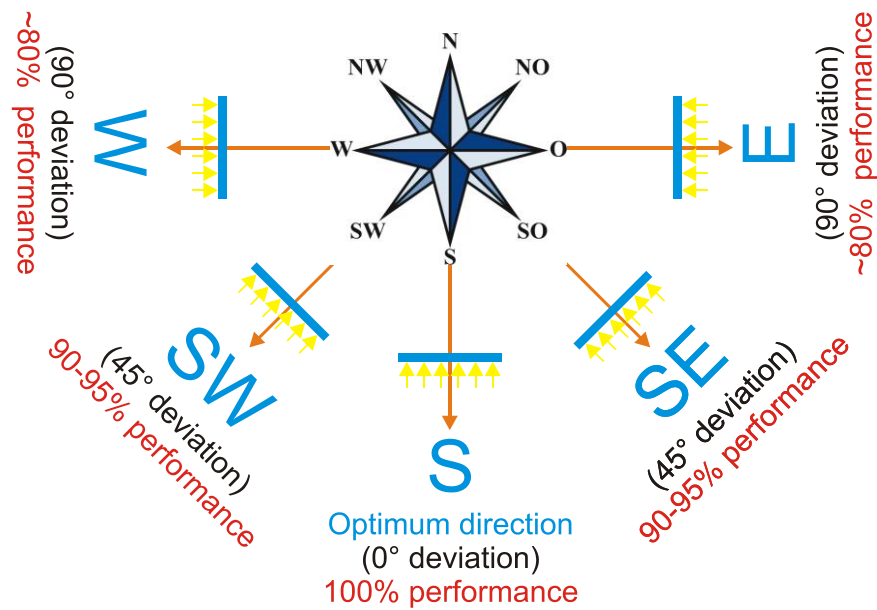 N
NW
NO
W
O
SW
SO
S
W
(90° deviation)
~80% performance
E
(90° deviation)
~80% performance
SW
(45° deviation)
90-95% performance
SE
(45° deviation)
90-95% performance
S
Optimum direction
(0° deviation)
100% performance